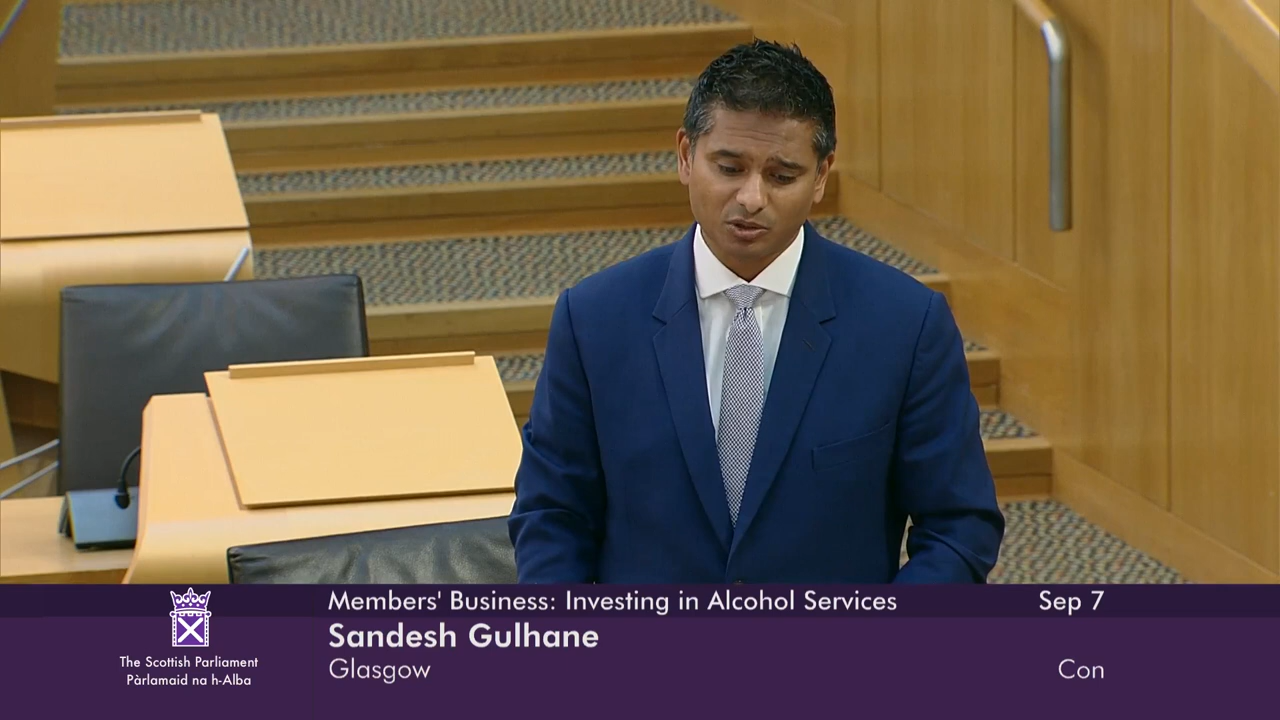 Members' Business: Investing in Alcohol Services
Sep 7
Sandesh Gulhane
Glasgow
Con
The Scottish Parliament
Pàrlamaid na h-Alba